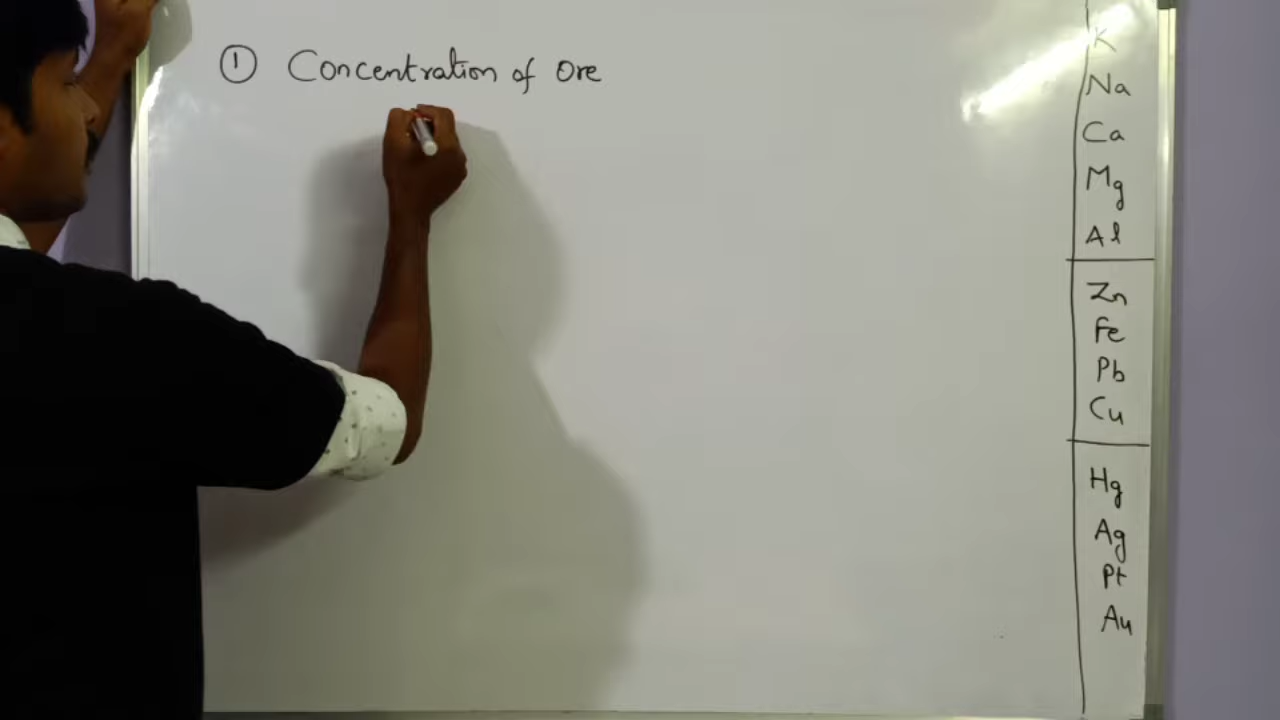 ① Concentration of Ore
K
Na
Ca
Mg
Al
Zn
Fe
Pb
Cu
Hg
Ag
Pt
Au